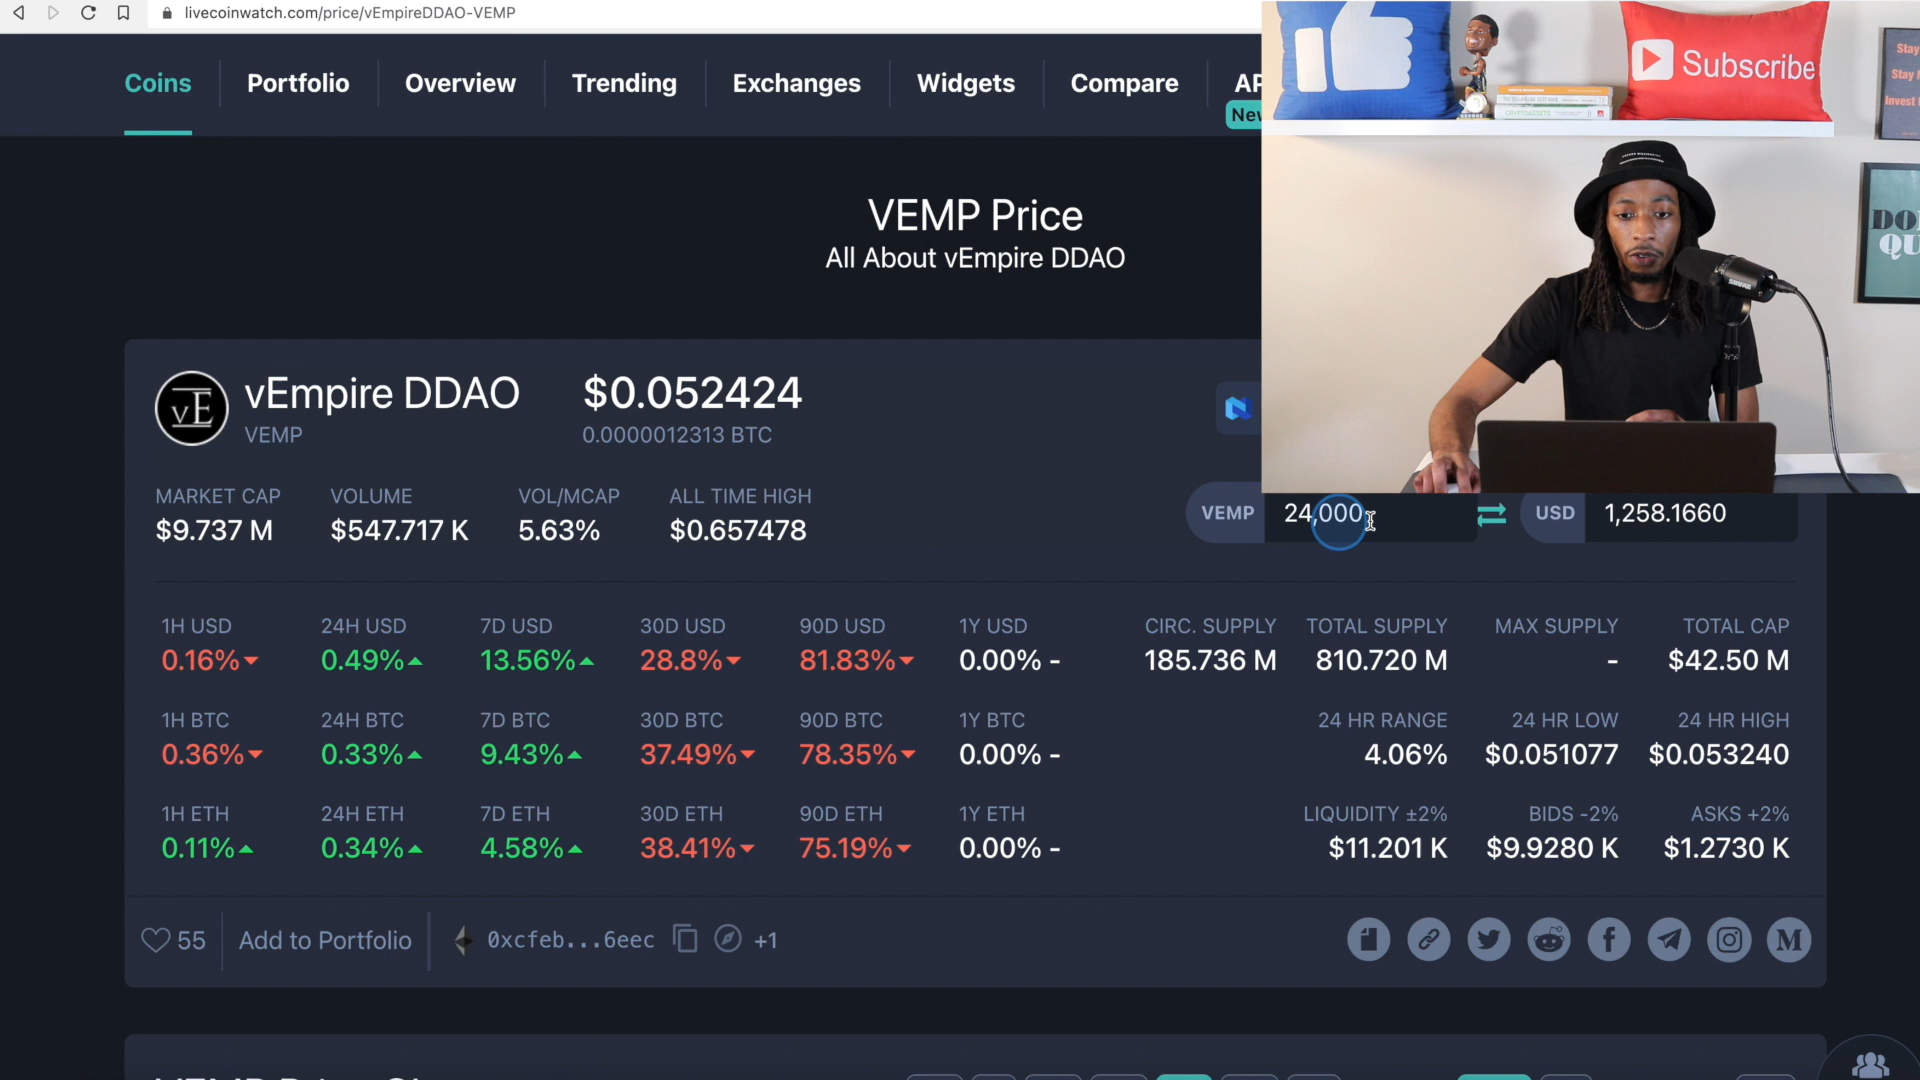 livecoinwatch.com/price/vEmpireDDAO-VEMP
Coins
Portfolio
Overview
Trending
Exchanges
Widgets
Compare
AP
New
Subscribe
Stay
Stay
Invest
DO
QU
SHURE
CRYPTOASSETS
VEMP Price
All About vEmpire DDAO
vE
vEmpire DDAO
VEMP
$0.052424
0.0000012313 BTC
MARKET CAP
$9.737 M
VOLUME
$547.717 K
VOL/MCAP
5.63%
ALL TIME HIGH
$0.657478
VEMP
24,000
USD
1,258.1660
1H USD
0.16%
24H USD
0.49%
7D USD
13.56%
30D USD
28.8%
90D USD
81.83%
1Y USD
0.00% -
CIRC. SUPPLY
185.736 M
TOTAL SUPPLY
810.720 M
MAX SUPPLY
-
TOTAL CAP
$42.50 M
1H BTC
0.36%
24H BTC
0.33%
7D BTC
9.43%
30D BTC
37.49%
90D BTC
78.35%
1Y BTC
0.00% -
24 HR RANGE
4.06%
24 HR LOW
$0.051077
24 HR HIGH
$0.053240
1H ETH
0.11%
24H ETH
0.34%
7D ETH
4.58%
30D ETH
38.41%
90D ETH
75.19%
1Y ETH
0.00% -
LIQUIDITY ±2%
$11.201 K
BIDS -2%
$9.9280 K
ASKS +2%
$1.2730 K
55
Add to Portfolio
0xcfeb...6eec
+1
M